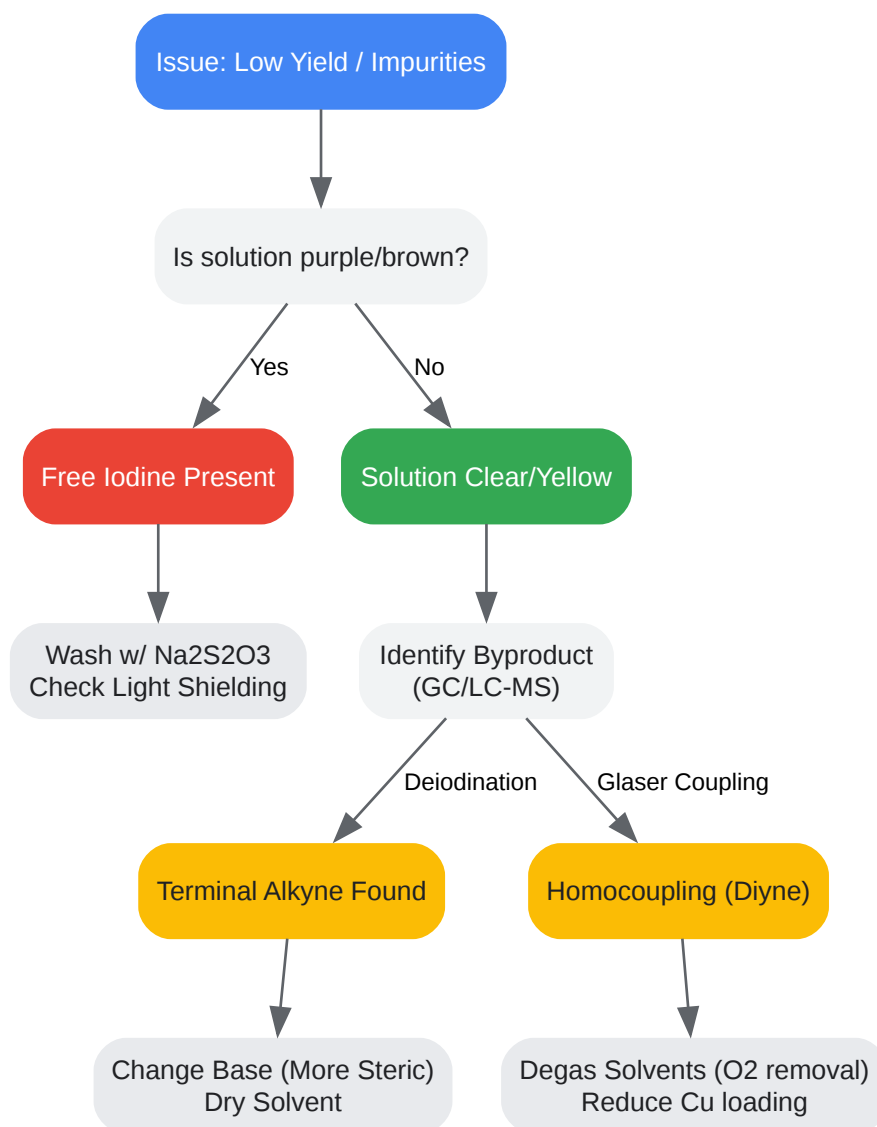 Issue: Low Yield / Impurities
Is solution purple/brown?
Yes
No
Free Iodine Present
Solution Clear/Yellow
Wash w/ Na2S2O3
Check Light Shielding
Identify Byproduct
(GC/LC-MS)
Deiodination
Glaser Coupling
Terminal Alkyne Found
Homocoupling (Diyne)
Change Base (More Steric)
Dry Solvent
Degas Solvents (O2 removal)
Reduce Cu loading